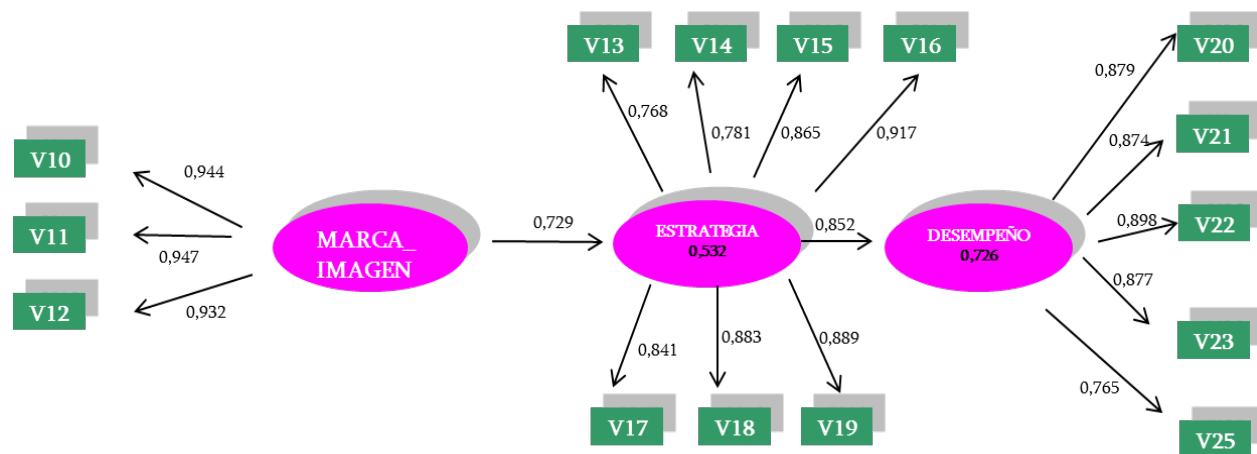 V13
V14
V15
V16
V20
0,768
0,781
0,865
0,917
0,879
V10
0,944
V21
0,874
V11
0,947
MARCA_
IMAGEN
0,729
ESTRATEGIA
0,532
0,852
DESEMPEÑO
0,726
0,898
V22
V12
0,932
0,877
V23
0,841
0,883
0,889
0,765
V17
V18
V19
V25